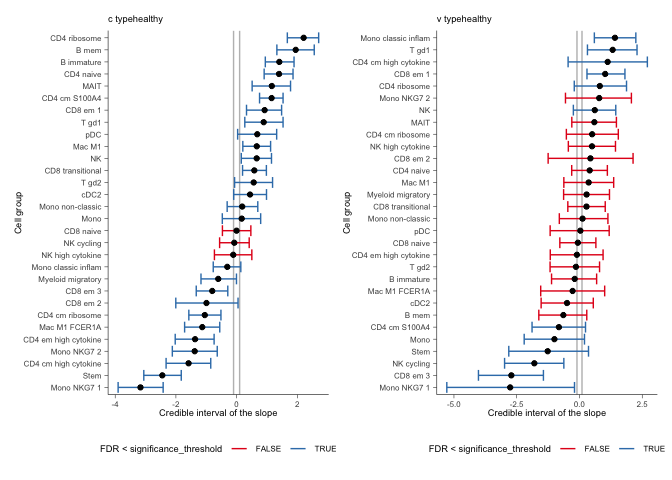 c typehealthy
CD4 ribosome
B mem
B immature
CD4 naive
MAIT
CD4 cm S100A4
CD8 em 1
T gd1
pDC
Mac M1
NK
CD8 transitional
T gd2
cDC2
Mono non-classic
Mono
CD8 naive
NK cycling
NK high cytokine
Mono classic inflam
Myeloid migratory
CD8 em 3
CD8 em 2
CD4 cm ribosome
Mac M1 FCER1A
CD4 em high cytokine
Mono NKG7 2
CD4 cm high cytokine
Stem
Mono NKG7 1
Cell group
-4 -2 0 2
Credible interval of the slope
FDR < significance_threshold FALSE TRUE
v typehealthy
Mono classic inflam
T gd1
CD4 cm high cytokine
CD8 em 1
CD4 ribosome
Mono NKG7 2
NK
MAIT
CD4 cm ribosome
NK high cytokine
CD8 em 2
CD4 naive
Mac M1
Myeloid migratory
CD8 transitional
Mono non-classic
pDC
CD8 naive
CD4 em high cytokine
T gd2
B immature
Mac M1 FCER1A
cDC2
B mem
CD4 cm S100A4
Mono
Stem
NK cycling
CD8 em 3
Mono NKG7 1
Cell group
-5.0 -2.5 0.0 2.5
Credible interval of the slope
FDR < significance_threshold FALSE TRUE